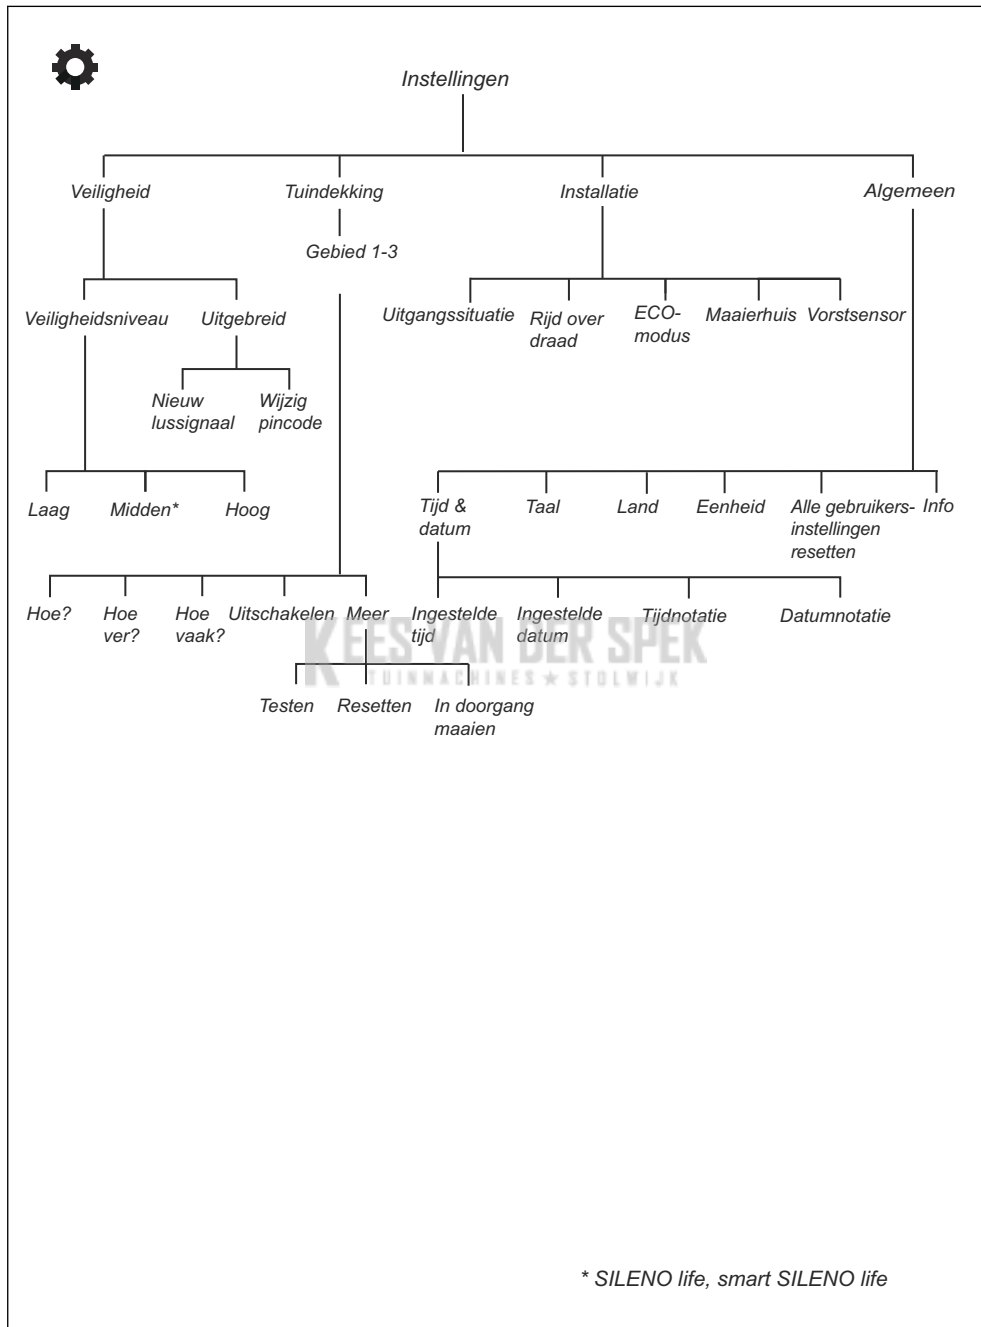 Instellingen
Veiligheid
Tuindekking
Installatie
Algemeen
Gebied 1-3
Veiligheidsniveau
Uitgebreid
Uitgangssituatie
Rijd over
draad
ECO-
modus
Maaierhuis
Vorstsensor
Nieuw
lussignaal
Wijzig
pincode
Laag
Midden*
Hoog
Tijd &
datum
Taal
Land
Eenheid
Alle gebruikers-
instellingen
resetten
Info
Hoe?
Hoe
ver?
Hoe
vaak?
Uitschakelen
Meer
Ingestelde
tijd
Ingestelde
datum
Tijdnotatie
Datumnotatie
KEES VAN DER SPEK
TUINMACHINES ★ STOLWIJK
Testen
Resetten
In doorgang
maaien
* SILENO life, smart SILENO life